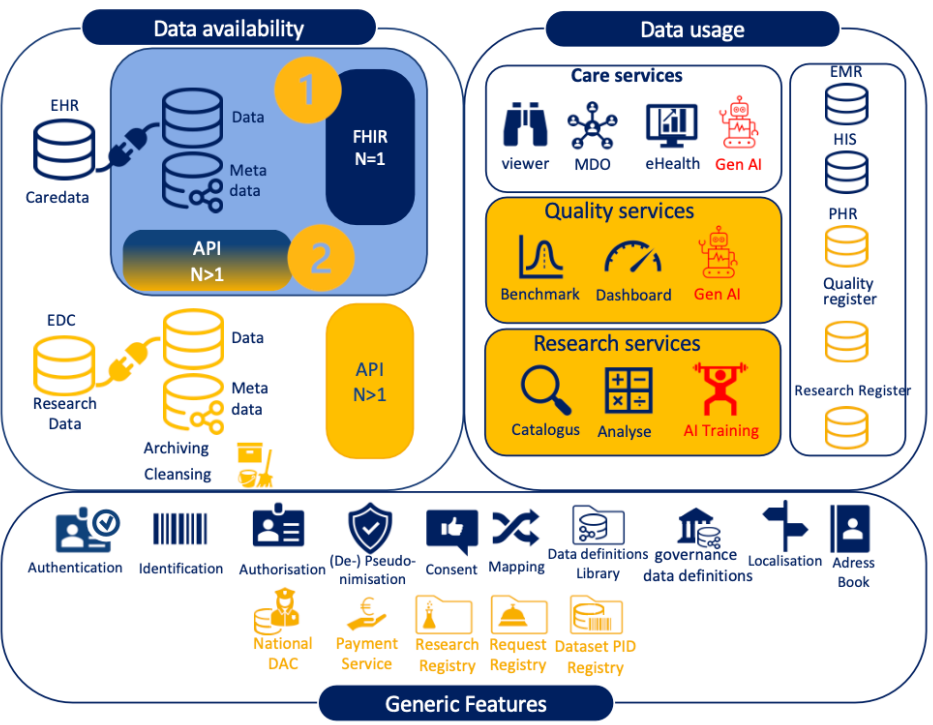 Data availability
EHR
Caredata
Data
Meta
data
1
FHIR
N=1
API
N>1
2
EDC
Research
Data
Data
Meta
data
API
N>1
Archiving
Cleansing
Data usage
Care services
viewer
MDO
eHealth
Gen AI
Quality services
Benchmark
Dashboard
Gen AI
Research services
Catalogus
Analyse
AI Training
EMR
HIS
PHR
Quality
register
Research Register
Authentication
Identification
Authorisation
(De-) Pseudo-
nimisation
Consent
Mapping
Data definitions
Library
governance
data definitions
Localisation
Adress
Book
National
DAC
€
Payment
Service
Research
Registry
Request
Registry
Dataset PID
Registry
Generic Features